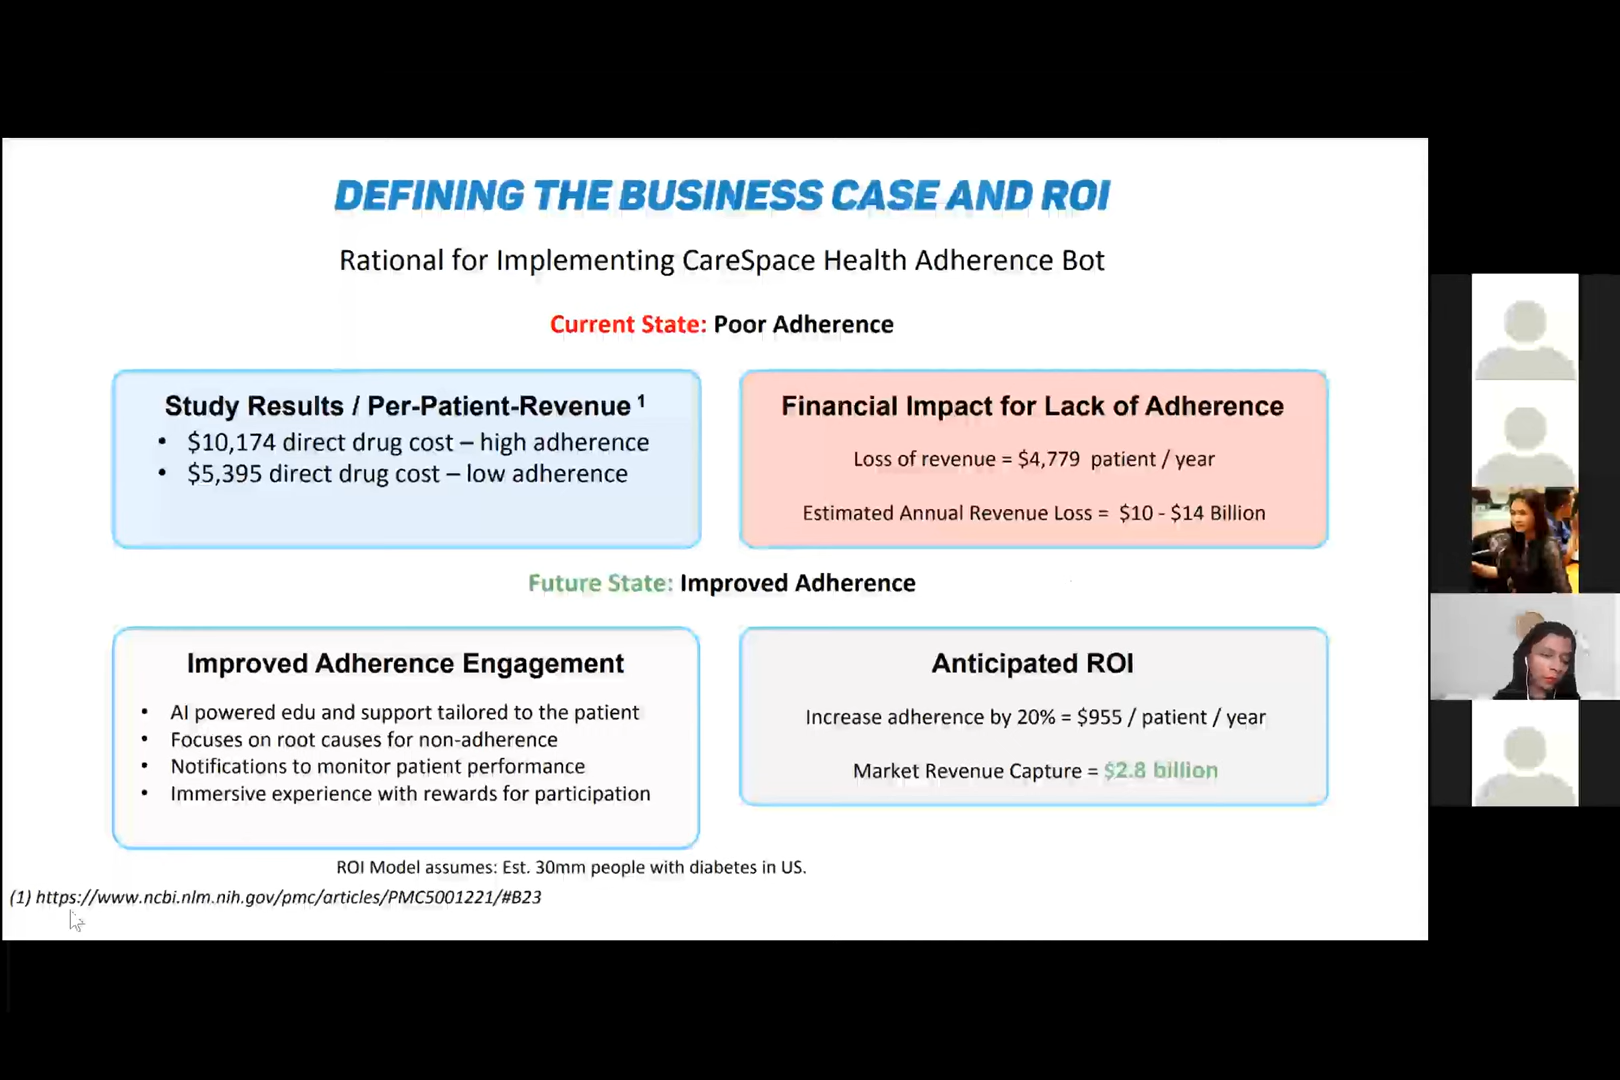 DEFINING THE BUSINESS CASE AND ROI
Rational for Implementing CareSpace Health Adherence Bot
Current State: Poor Adherence
Study Results / Per-Patient-Revenue ¹
• $10,174 direct drug cost – high adherence
• $5,395 direct drug cost – low adherence
Financial Impact for Lack of Adherence
Loss of revenue = $4,779 patient / year
Estimated Annual Revenue Loss = $10 - $14 Billion
Future State: Improved Adherence
Improved Adherence Engagement
• AI powered edu and support tailored to the patient
• Focuses on root causes for non-adherence
• Notifications to monitor patient performance
• Immersive experience with rewards for participation
Anticipated ROI
Increase adherence by 20% = $955 / patient / year
Market Revenue Capture = $2.8 billion
ROI Model assumes: Est. 30mm people with diabetes in US.
(1) https://www.ncbi.nlm.nih.gov/pmc/articles/PMC5001221/#B23